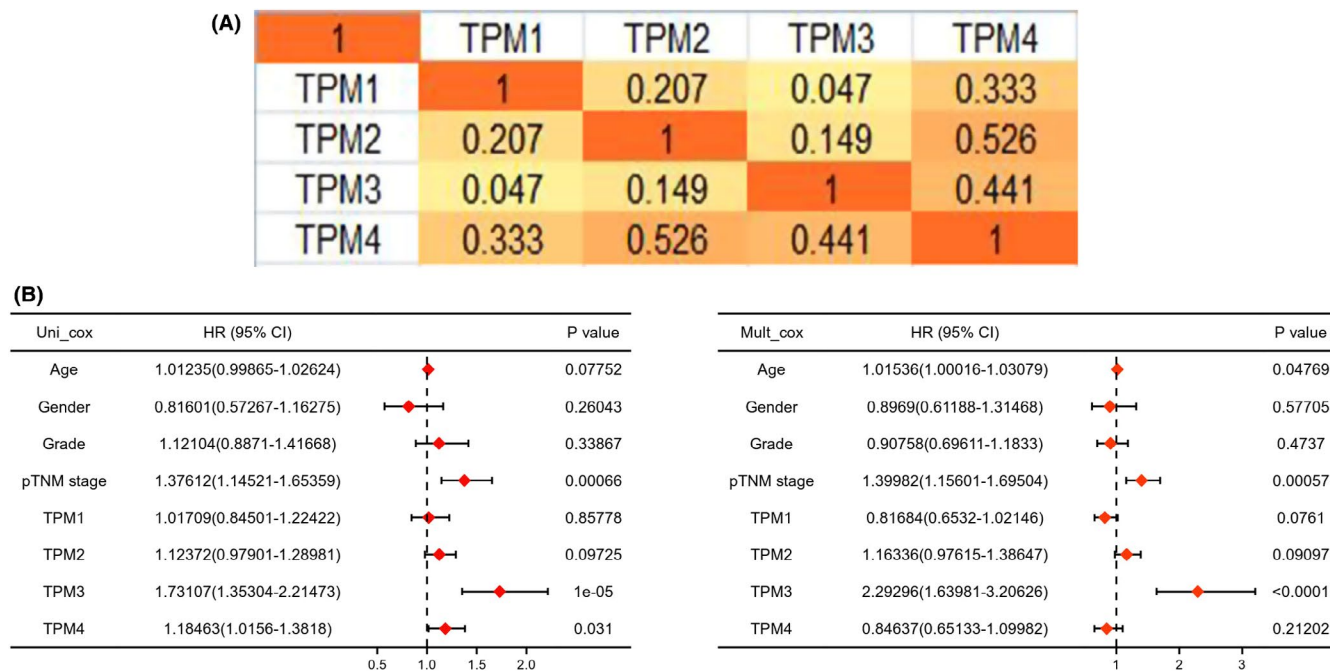 (A)
1 TPM1 TPM2 TPM3 TPM4
TPM1 1 0.207 0.047 0.333
TPM2 0.207 1 0.149 0.526
TPM3 0.047 0.149 1 0.441
TPM4 0.333 0.526 0.441 1
(B)
Uni_cox HR (95% CI) P value
Age 1.01235(0.99865-1.02624) 0.07752
Gender 0.81601(0.57267-1.16275) 0.26043
Grade 1.12104(0.8871-1.41668) 0.33867
pTNM stage 1.37612(1.14521-1.65359) 0.00066
TPM1 1.01709(0.84501-1.22422) 0.85778
TPM2 1.12372(0.97901-1.28981) 0.09725
TPM3 1.73107(1.35304-2.21473) 1e-05
TPM4 1.18463(1.0156-1.3818) 0.031
0.5 1.0 1.5 2.0
Mult_cox HR (95% CI) P value
Age 1.01536(1.00016-1.03079) 0.04769
Gender 0.8969(0.61188-1.31468) 0.57705
Grade 0.90758(0.69611-1.1833) 0.4737
pTNM stage 1.39982(1.15601-1.69504) 0.00057
TPM1 0.81684(0.6532-1.02146) 0.0761
TPM2 1.16336(0.97615-1.38647) 0.09097
TPM3 2.29296(1.63981-3.20626) <0.0001
TPM4 0.84637(0.65133-1.09982) 0.21202
1 2 3